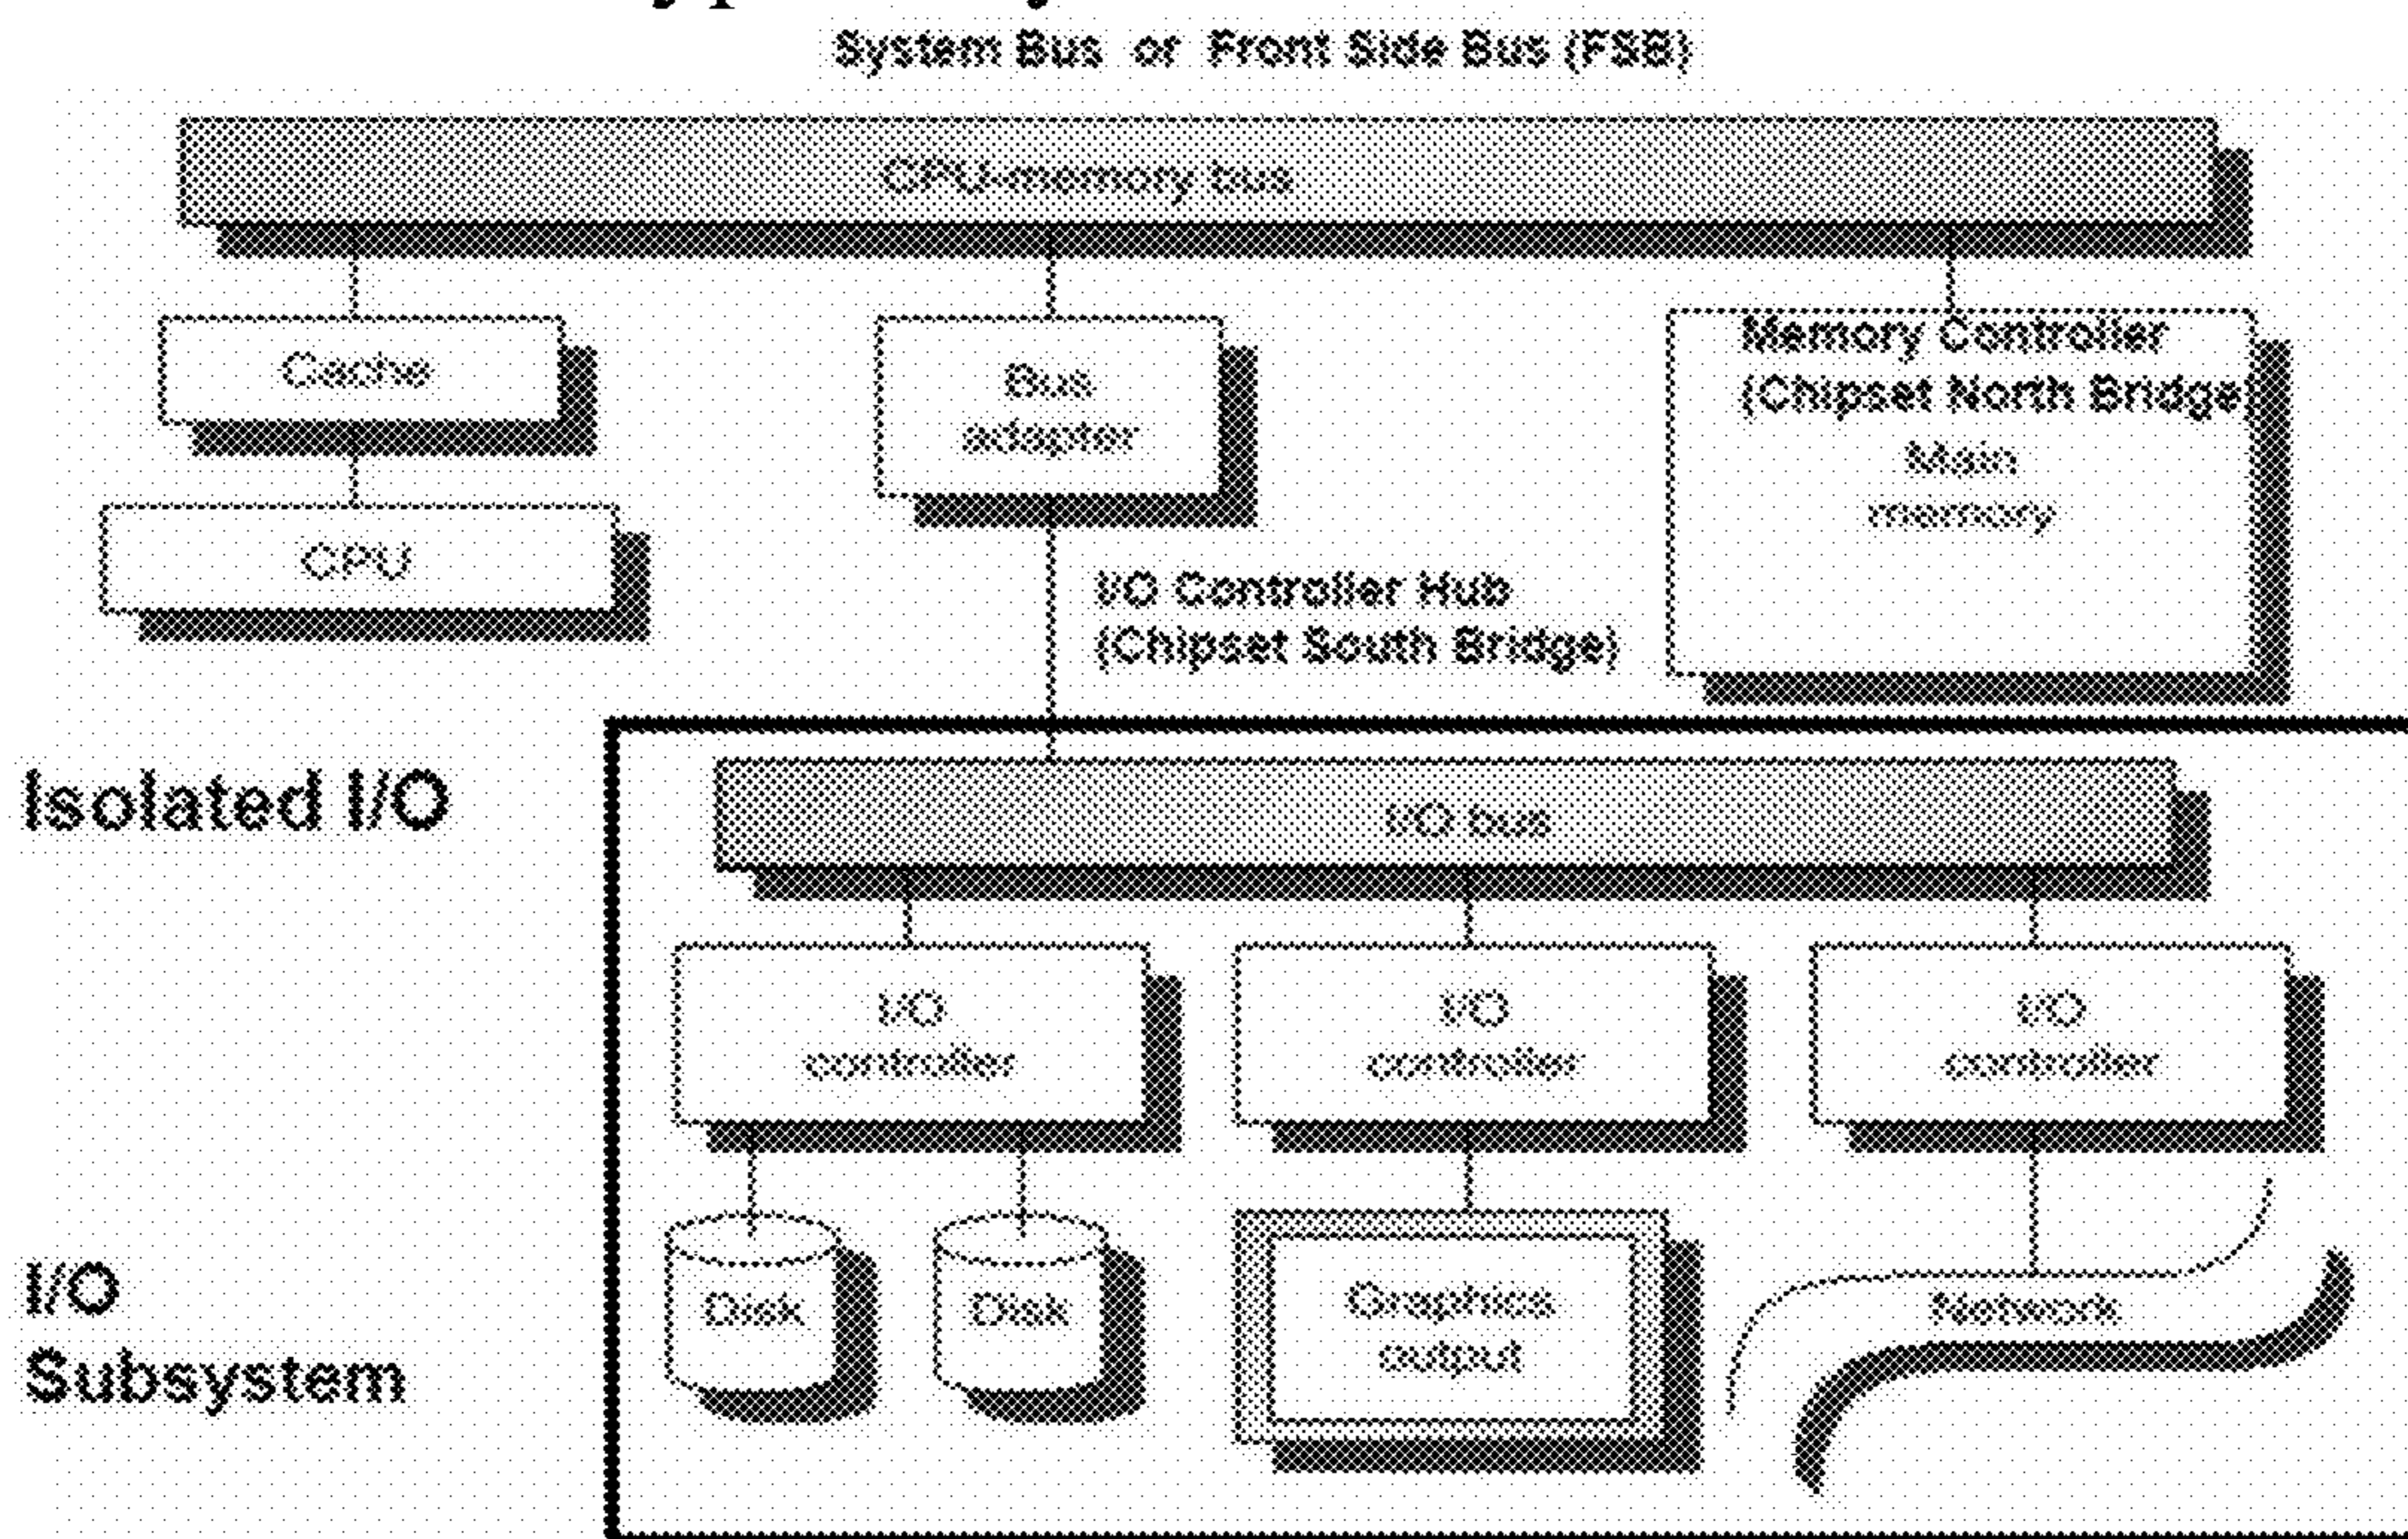 System Bus or Front Side Bus (FSB)
CPU-memory bus
Cache
Bus
adapter
Memory Controller
(Chipset North Bridge)
Main
memory
CPU
I/O Controller Hub
(Chipset South Bridge)
Isolated I/O
I/O bus
I/O
controller
I/O
controller
I/O
controller
I/O
Subsystem
Disk
Disk
Graphics
output
Network